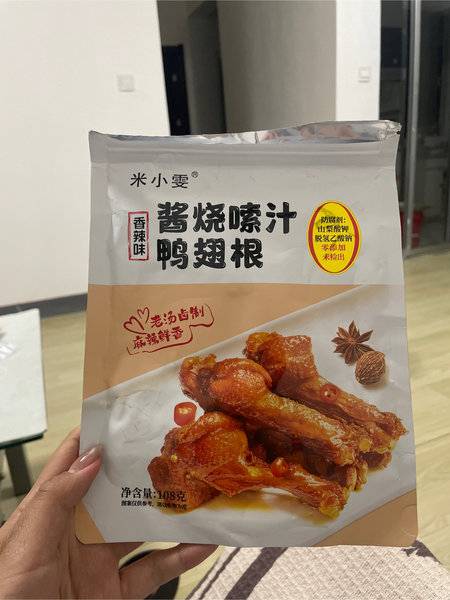 米小雯®
香辣味
酱烧嗦汁
鸭翅根
防腐剂:
山梨酸钾
脱氢乙酸钠
零添加
未检出
老汤卤制
麻辣鲜香
净含量:108克